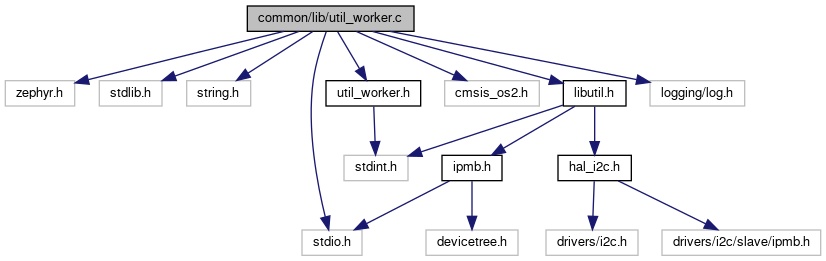 common/lib/util_worker.c
zephyr.h
stdlib.h
string.h
util_worker.h
cmsis_os2.h
libutil.h
logging/log.h
stdint.h
ipmb.h
hal_i2c.h
stdio.h
devicetree.h
drivers/i2c.h
drivers/i2c/slave/ipmb.h